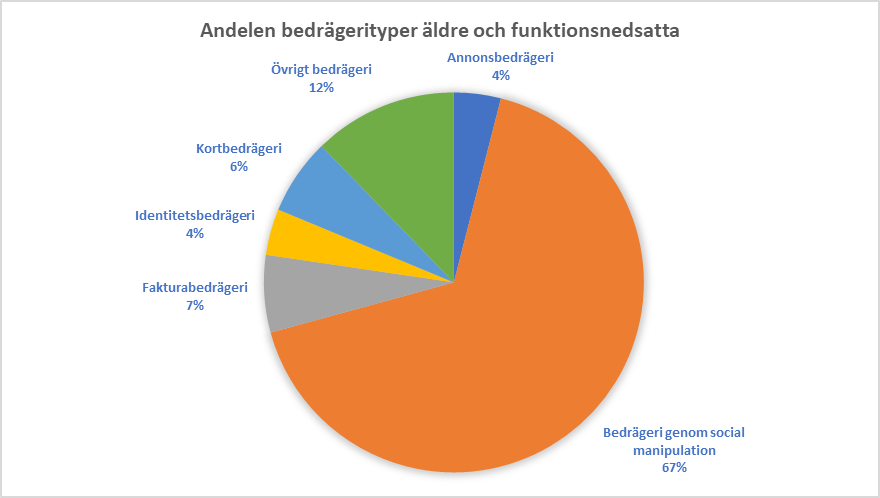 Andelen bedrägerityper äldre och funktionsnedsatta
Annonsbedrägeri
4%
Övrigt bedrägeri
12%
Kortbedrägeri
6%
Identitetsbedrägeri
4%
Fakturabedrägeri
7%
Bedrägeri genom social
manipulation
67%